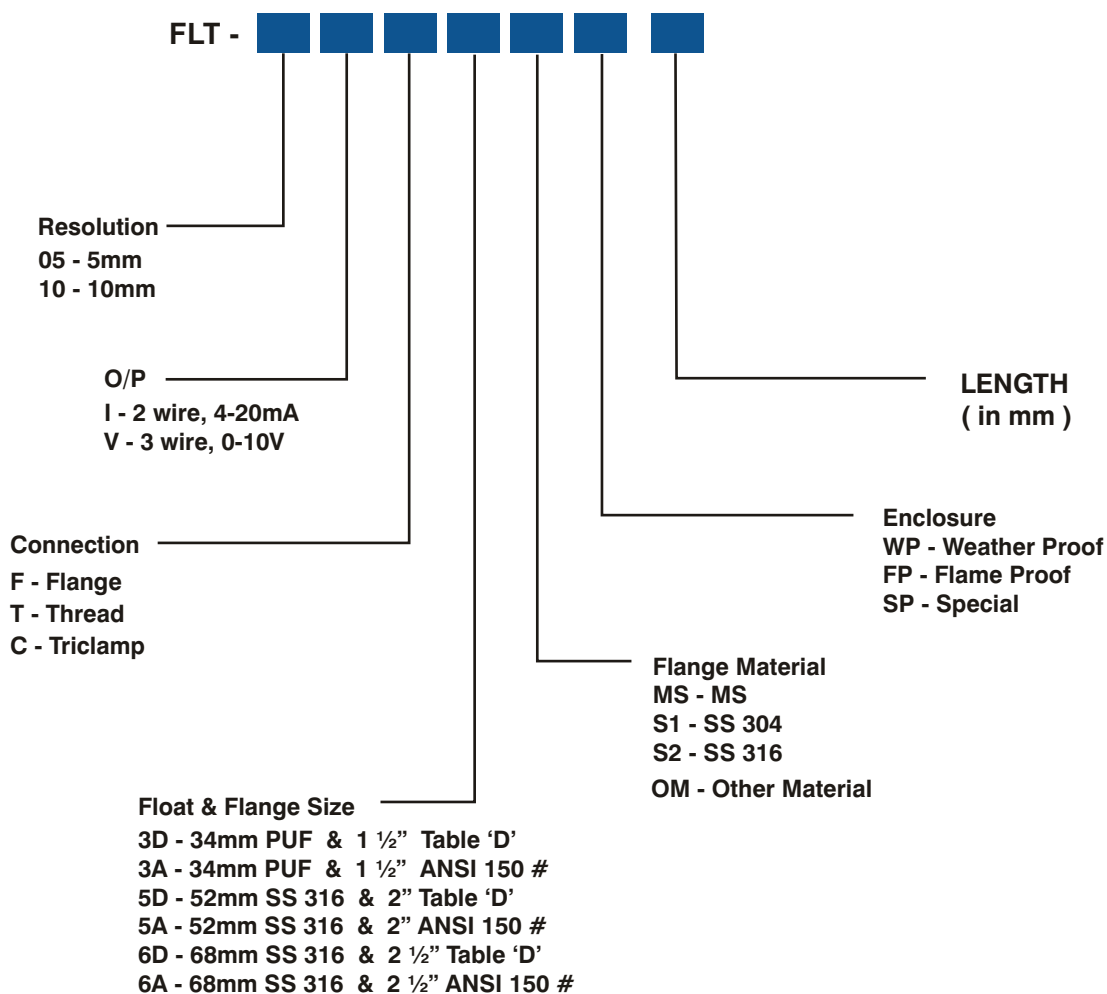 FLT -
Resolution
05 - 5mm
10 - 10mm
O/P
I - 2 wire, 4-20mA
V - 3 wire, 0-10V
LENGTH
( in mm )
Connection
F - Flange
T - Thread
C - Triclamp
Enclosure
WP - Weather Proof
FP - Flame Proof
SP - Special
Flange Material
MS - MS
S1 - SS 304
S2 - SS 316
OM - Other Material
Float & Flange Size
3D - 34mm PUF & 1 ½” Table ‘D’
3A - 34mm PUF & 1 ½” ANSI 150 #
5D - 52mm SS 316 & 2” Table ‘D’
5A - 52mm SS 316 & 2” ANSI 150 #
6D - 68mm SS 316 & 2 ½” Table ‘D’
6A - 68mm SS 316 & 2 ½” ANSI 150 #